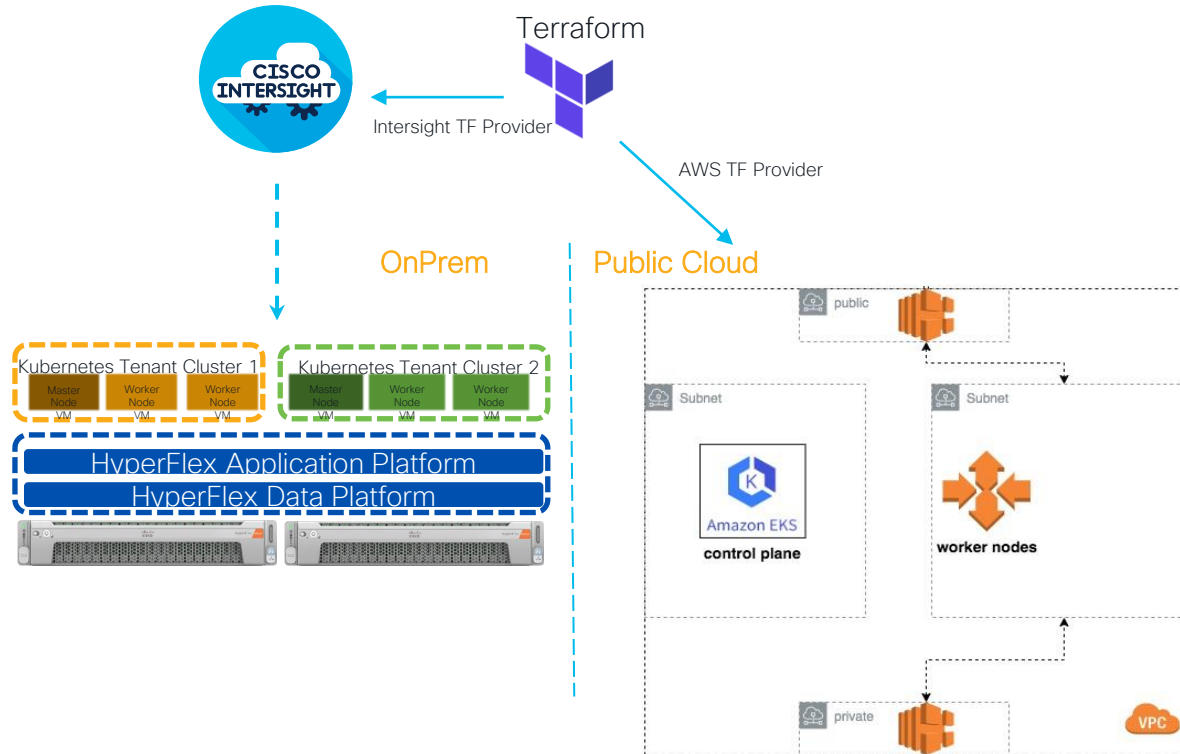 Terraform
CISCO
INTERSIGHT
Intersight TF Provider
AWS TF Provider
OnPrem
Public Cloud
public
Kubernetes Tenant Cluster 1
Master
Node
VM
Worker
Node
VM
Worker
Node
VM
Kubernetes Tenant Cluster 2
Master
Node
VM
Worker
Node
VM
Worker
Node
VM
HyperFlex Application Platform
HyperFlex Data Platform
Subnet
K
Amazon EKS
control plane
Subnet
worker nodes
private
VPC